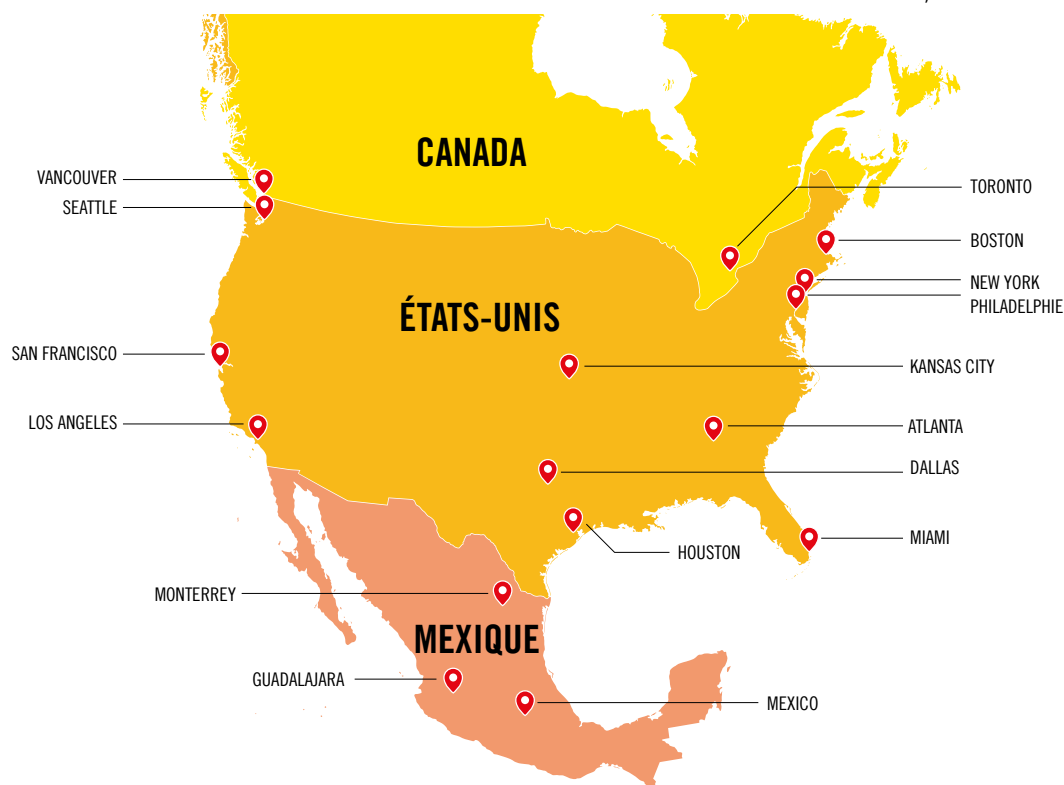 CANADA
VANCOUVER
SEATTLE
TORONTO
BOSTON
NEW YORK
PHILADELPHIE
ÉTATS-UNIS
SAN FRANCISCO
KANSAS CITY
LOS ANGELES
ATLANTA
DALLAS
MIAMI
HOUSTON
MONTERREY
MEXIQUE
GUADALAJARA
MEXICO